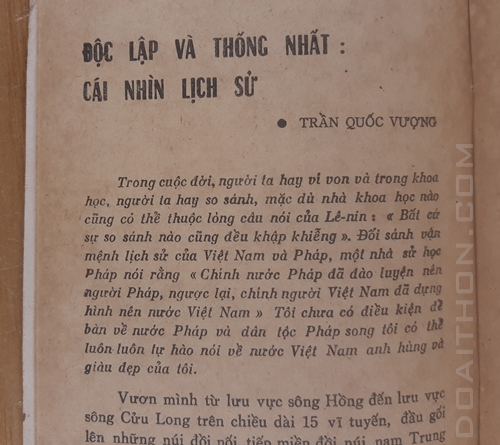 ĐỘC LẬP VÀ THỐNG NHẤT :
CÁI NHÌN LỊCH SỬ
● TRẦN QUỐC VƯỢNG
Trong cuộc đời, người ta hay ví von và trong khoa
học, người ta hay so sánh, mặc dù nhà khoa học nào
cũng có thể thuộc lòng câu nói của Lê-nin : « Bất cứ
sự so sánh nào cũng đều khập khiễng ». Đối sánh vận
mệnh lịch sử của Việt Nam và Pháp, một nhà sử học
Pháp nói rằng « Chính nước Pháp đã đào luyện nên
người Pháp, ngược lại, chính người Việt Nam đã dựng
hình nên nước Việt Nam » Tôi chưa có điều kiện để
bàn về nước Pháp và dân tộc Pháp song tôi có thể
luôn luôn tự hào nói về nước Việt Nam anh hùng và
giàu đẹp của tôi.
Vươn mình từ lưu vực sông Hồng đến lưu vực
sông Cửu Long trên chiều dài 15 vĩ tuyến, đầu gối
lên những núi đồi nối tiếp miền đồi núi nam Trung
DOAITHON.COM